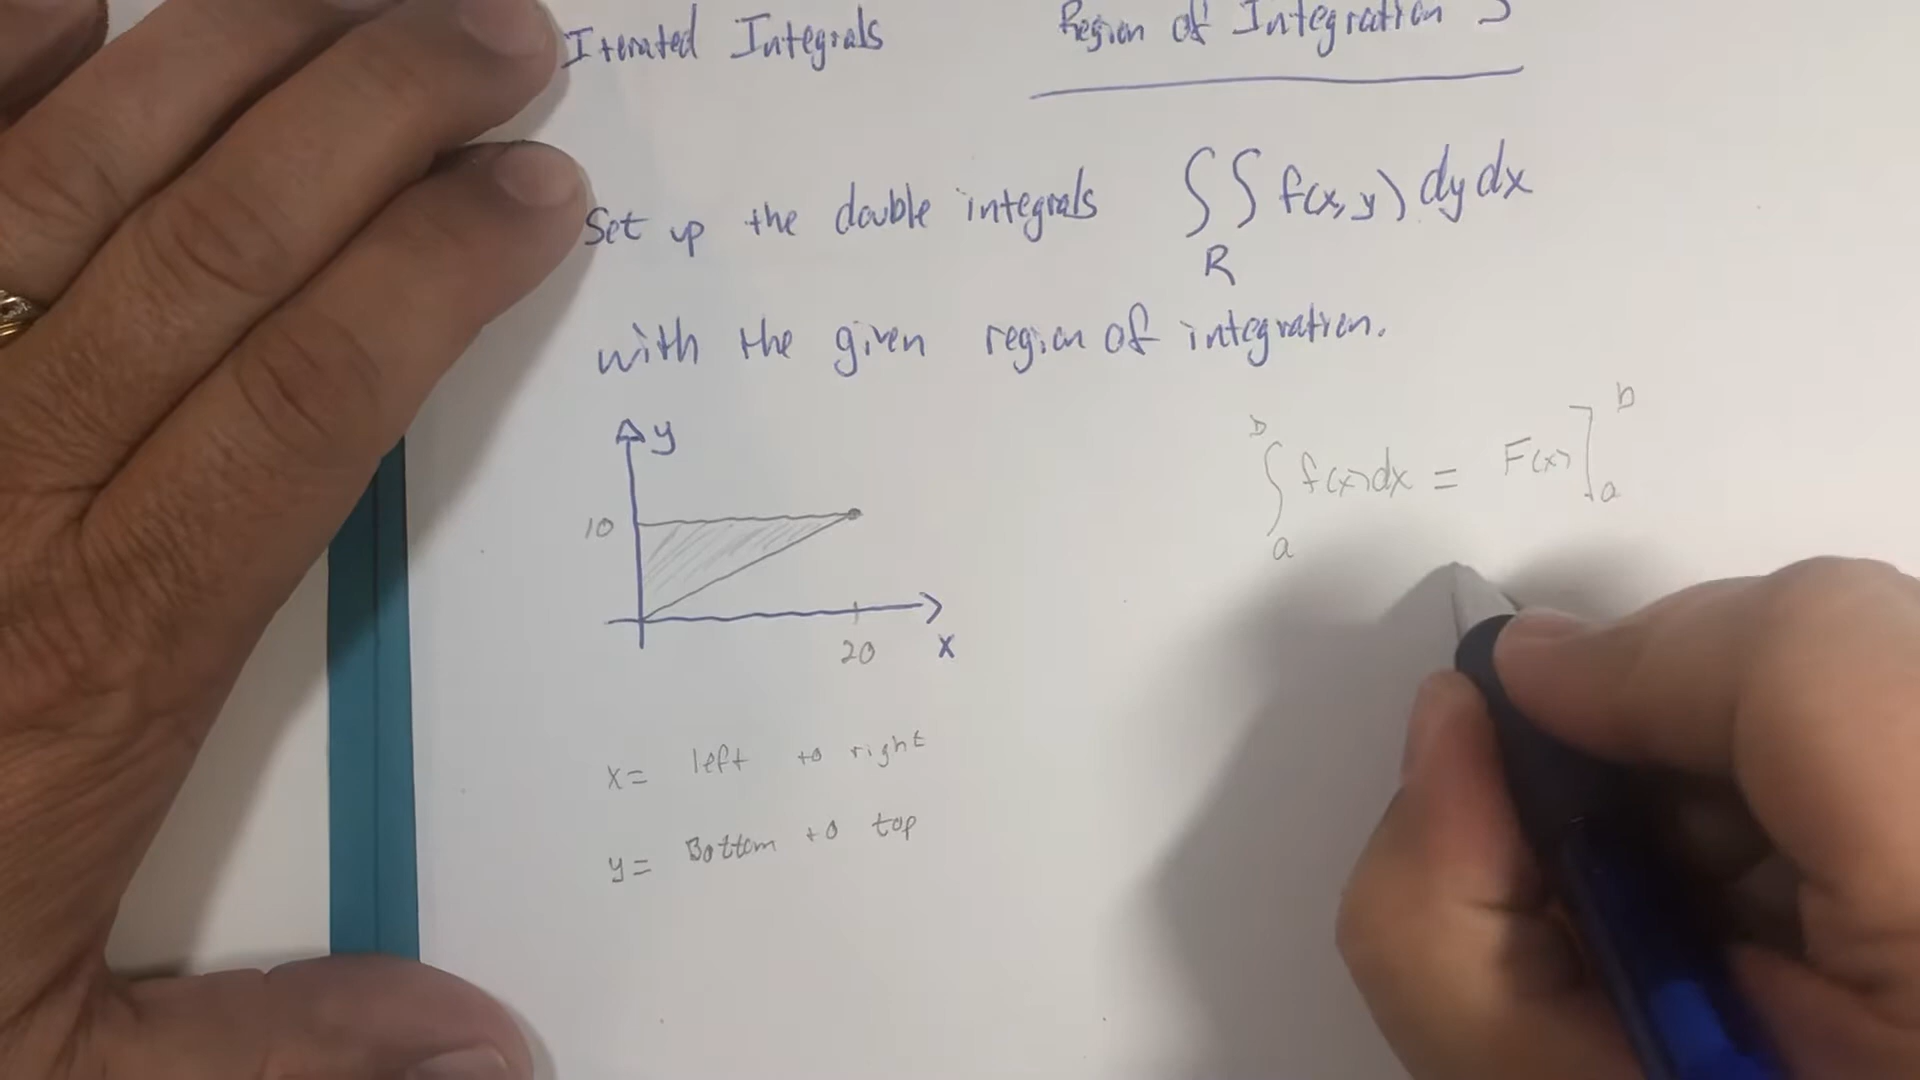 Iterated Integrals
Region of Integration
Set up the double integrals ∫∫ f(x,y) dy dx
R
with the given region of integration.
y
10
20
x
b
∫ f(x)dx = F(x)]
b
a
a
x= left to right
y= Bottom to top